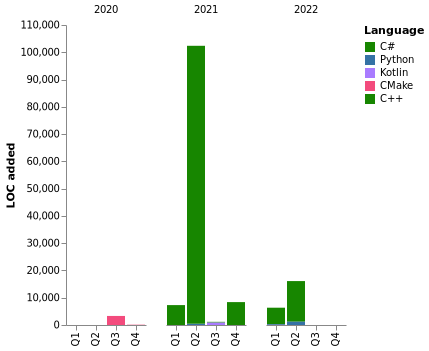 2020 2021 2022
110,000
100,000
90,000
80,000
70,000
60,000
50,000
40,000
30,000
20,000
10,000
0
LOC added
Q1 Q2 Q3 Q4 Q1 Q2 Q3 Q4 Q1 Q2 Q3 Q4
Language
C#
Python
Kotlin
CMake
C++